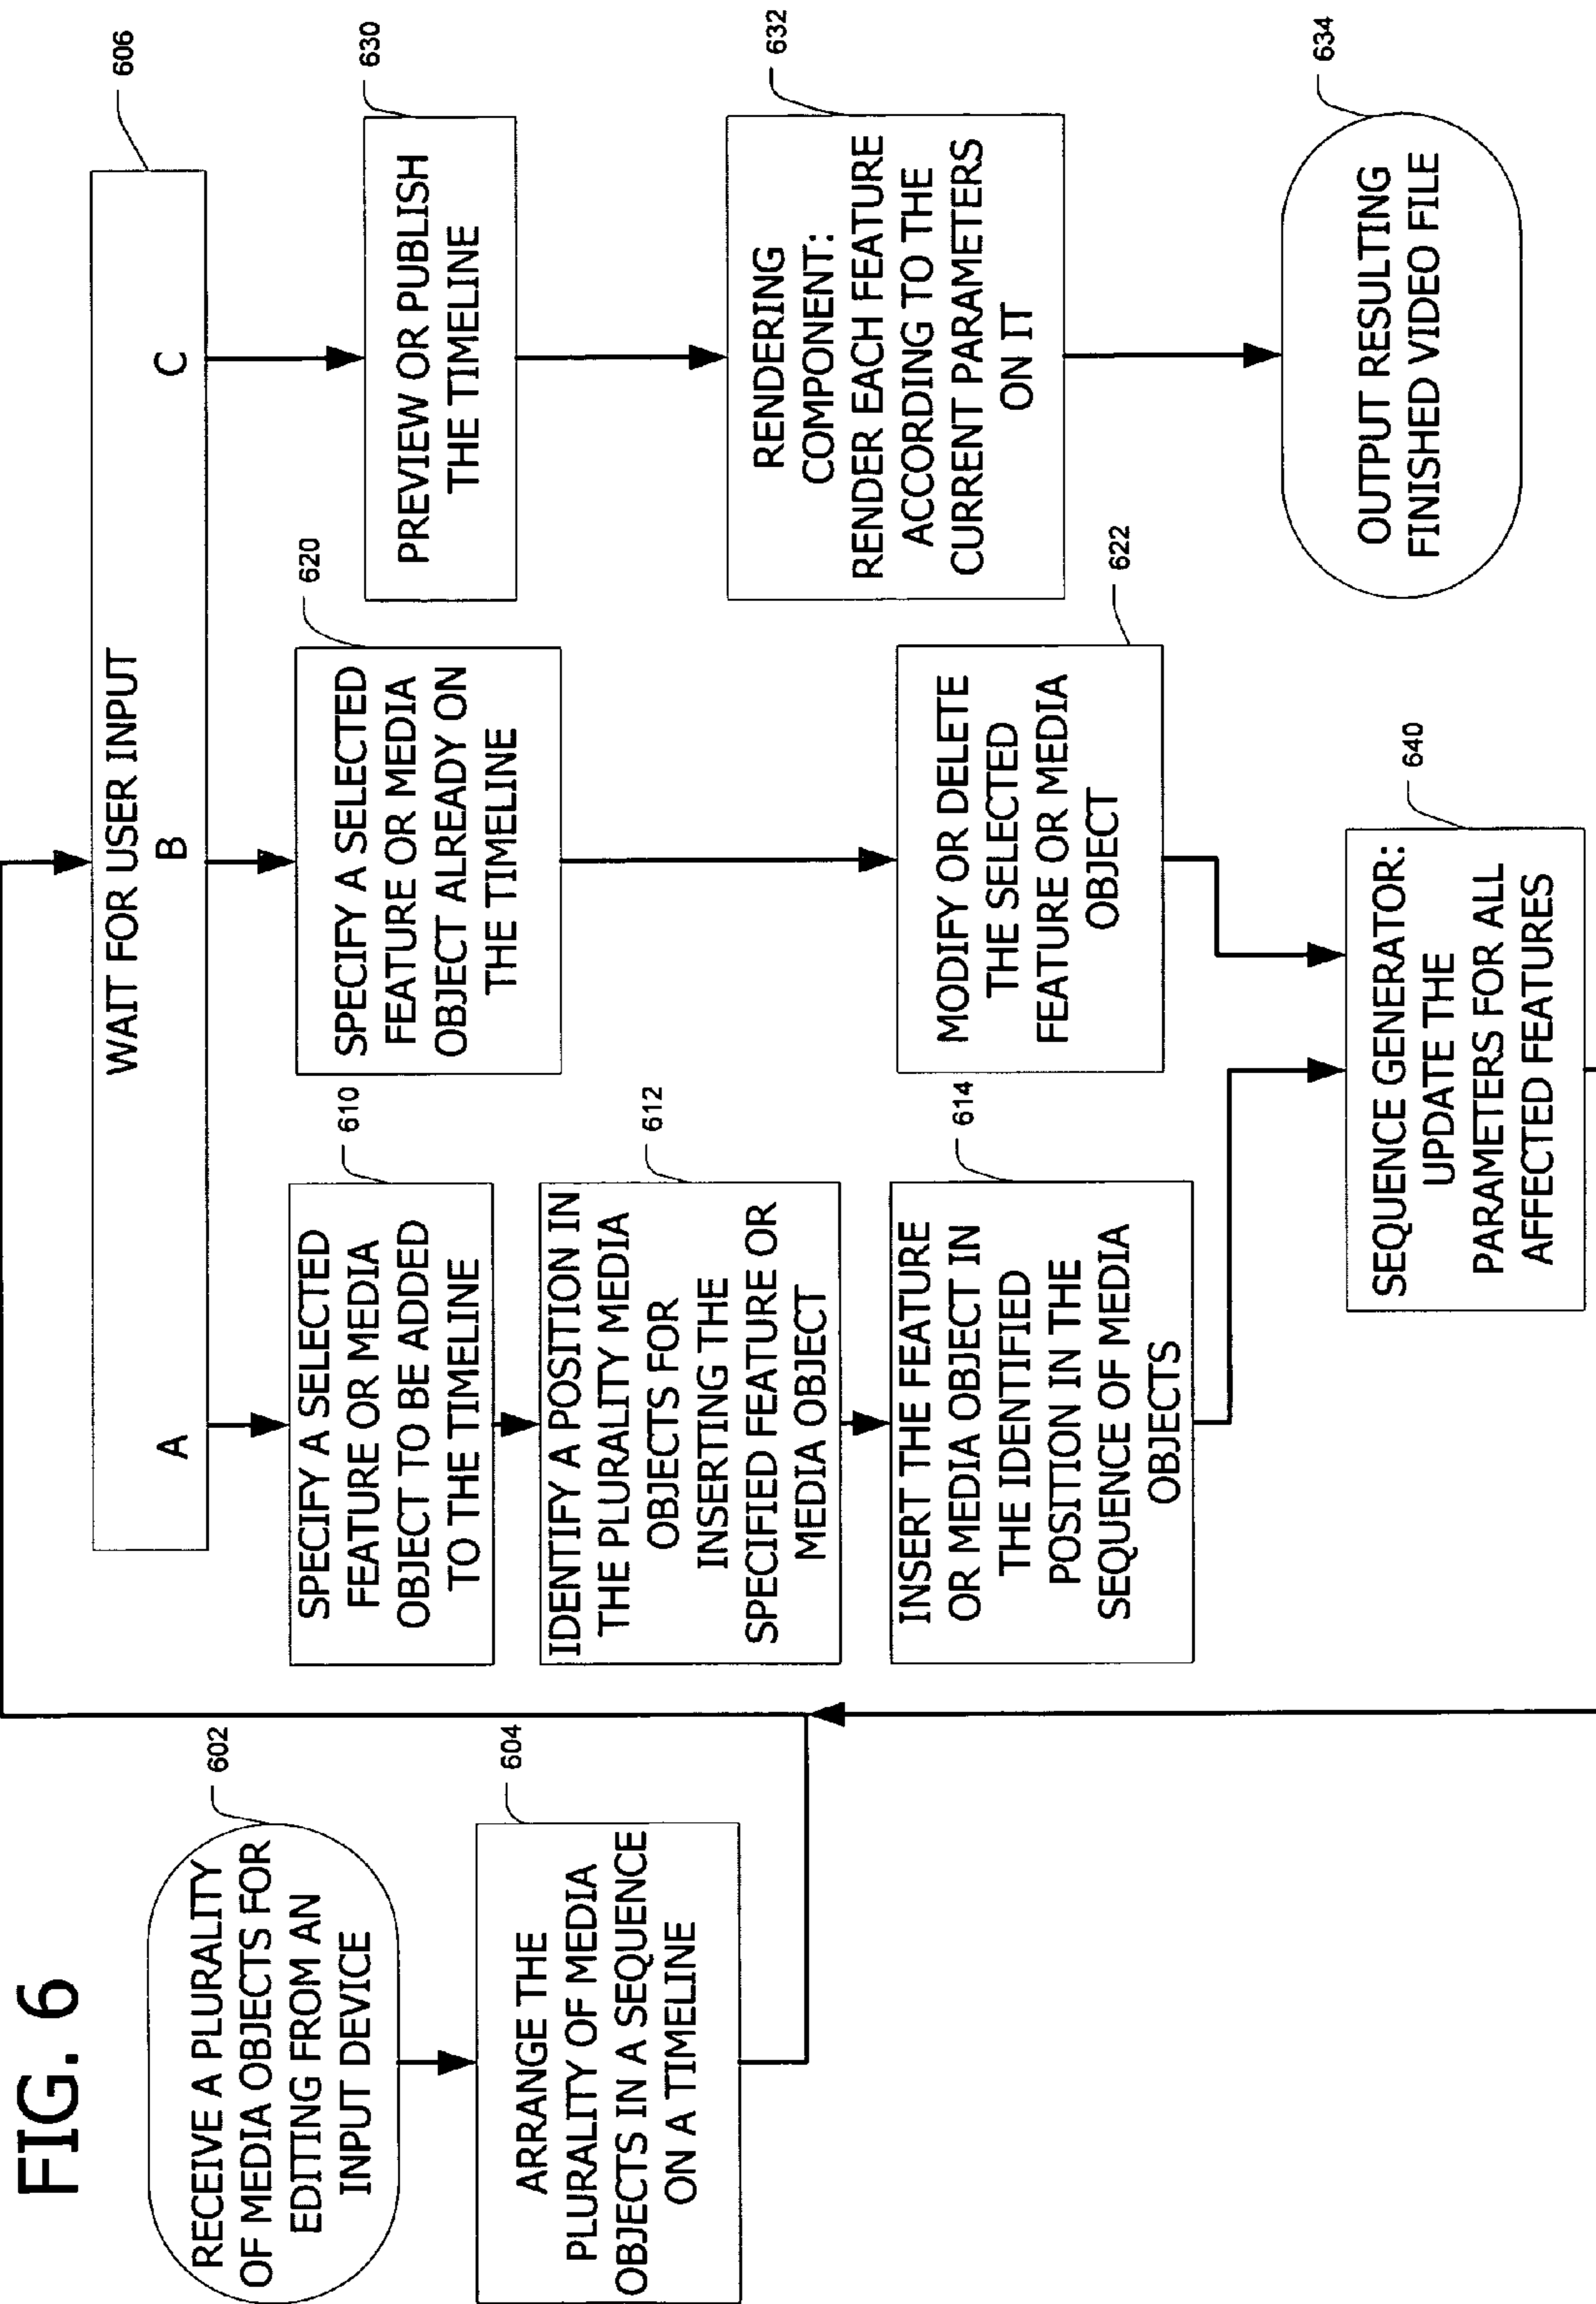 FIG. 6
RECEIVE A PLURALITY
OF MEDIA OBJECTS FOR
EDITING FROM AN
INPUT DEVICE
602
ARRANGE THE
PLURALITY OF MEDIA
OBJECTS IN A SEQUENCE
ON A TIMELINE
604
WAIT FOR USER INPUT
A
B
C
606
SPECIFY A SELECTED
FEATURE OR MEDIA
OBJECT TO BE ADDED
TO THE TIMELINE
610
IDENTIFY A POSITION IN
THE PLURALITY MEDIA
OBJECTS FOR
INSERTING THE
SPECIFIED FEATURE OR
MEDIA OBJECT
612
INSERT THE FEATURE
OR MEDIA OBJECT IN
THE IDENTIFIED
POSITION IN THE
SEQUENCE OF MEDIA
OBJECTS
614
SPECIFY A SELECTED
FEATURE OR MEDIA
OBJECT ALREADY ON
THE TIMELINE
620
MODIFY OR DELETE
THE SELECTED
FEATURE OR MEDIA
OBJECT
622
SEQUENCE GENERATOR:
UPDATE THE
PARAMETERS FOR ALL
AFFECTED FEATURES
640
PREVIEW OR PUBLISH
THE TIMELINE
630
RENDERING
COMPONENT:
RENDER EACH FEATURE
ACCORDING TO THE
CURRENT PARAMETERS
ON IT
632
OUTPUT RESULTING
FINISHED VIDEO FILE
634